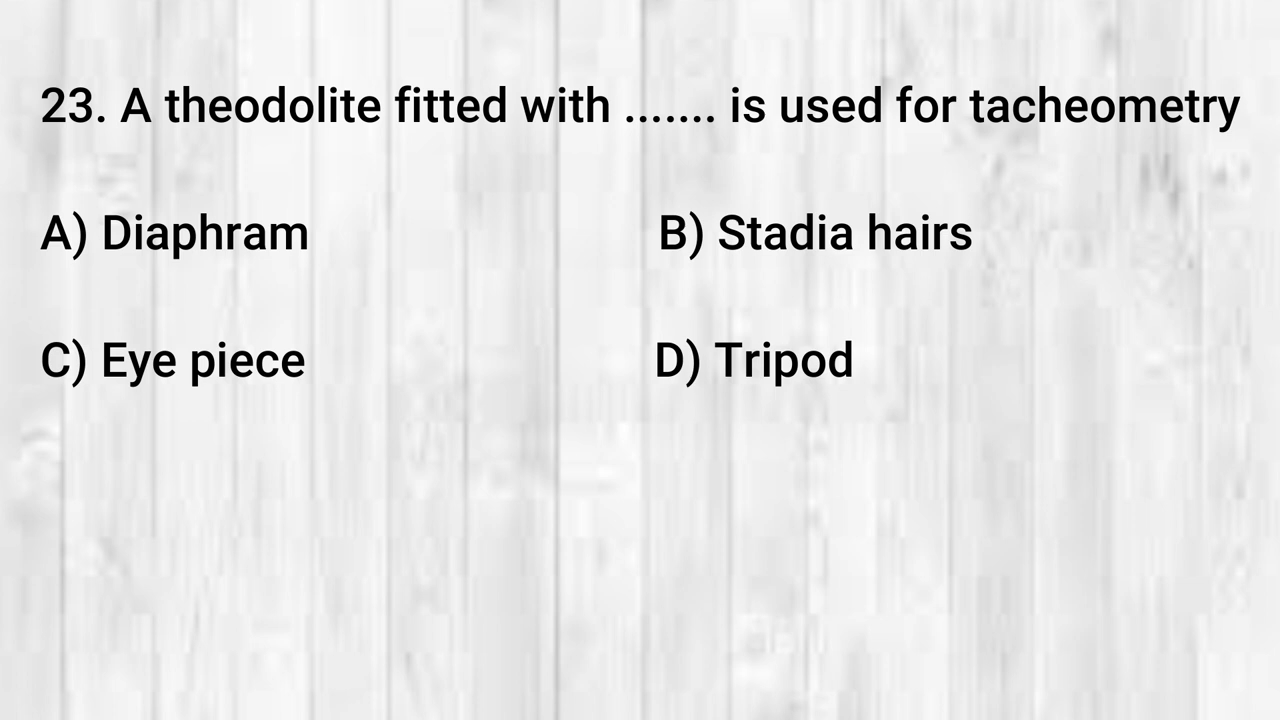 23. A theodolite fitted with ....... is used for tacheometry
A) Diaphram B) Stadia hairs
C) Eye piece D) Tripod